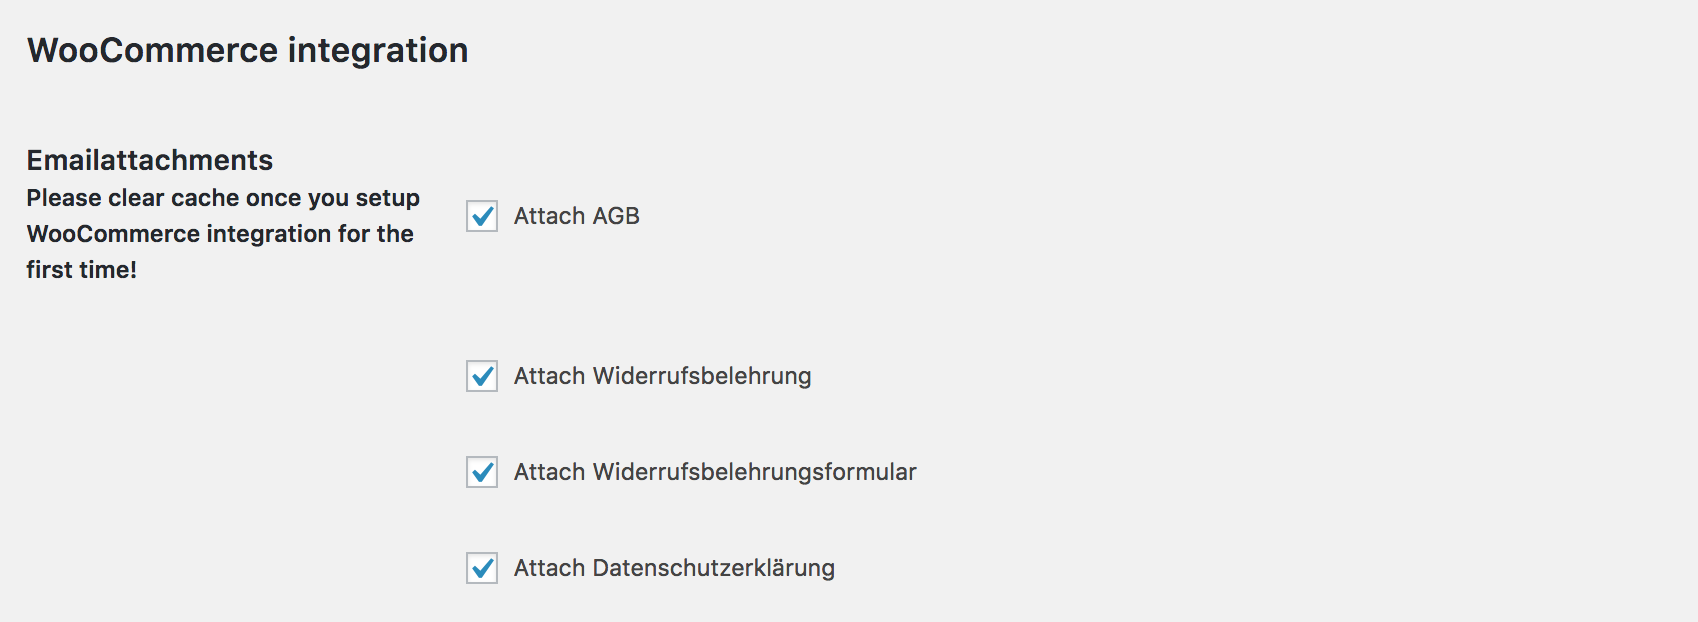 WooCommerce integration
Emailattachments
Please clear cache once you setup
WooCommerce integration for the
first time!
Attach AGB
Attach Widerrufsbelehrung
Attach Widerrufsbelehrungsformular
Attach Datenschutzerklärung